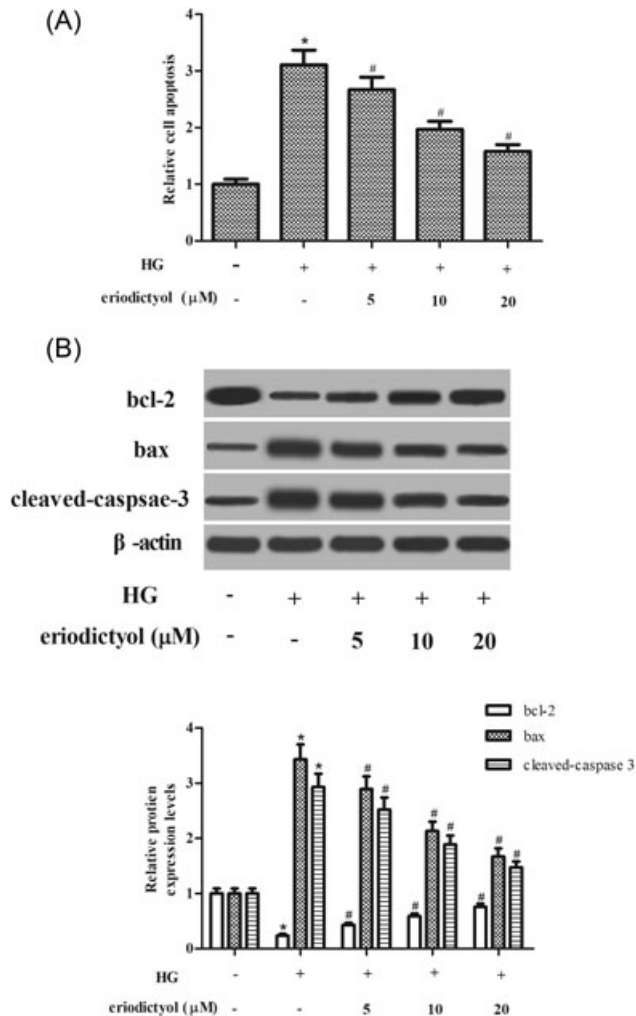 (A)
Relative cell apoptosis
4
3
2
1
0
*
#
#
#
HG - + + + +
eriodictyol (μM) - - 5 10 20
(B)
bcl-2
bax
cleaved-caspsae-3
β -actin
HG - + + + +
eriodictyol (μM) - - 5 10 20
bcl-2
bax
cleaved-caspase 3
Relative protien
expression levels
4
3
2
1
0
* * *
# # #
# # #
# # #
HG - + + + +
eriodictyol (μM) - - 5 10 20